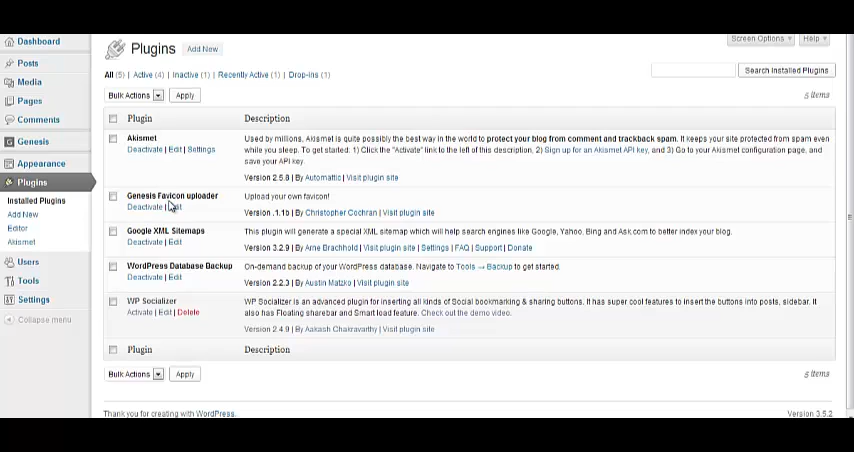 Dashboard
Posts
Media
Pages
Comments
Genesis
Appearance
Plugins
Installed Plugins
Add New
Editor
Akismet
Users
Tools
Settings
Collapse menu
Screen Options
Help
Plugins Add New
All (5) | Active (4) | Inactive (1) | Recently Active (1) | Drop-ins (1)
Search Installed Plugins
Bulk Actions Apply
5 items
Plugin Description
Akismet
Deactivate | Edit | Settings
Used by millions, Akismet is quite possibly the best way in the world to protect your blog from comment and trackback spam. It keeps your site protected from spam even
while you sleep. To get started: 1) Click the "Activate" link to the left of this description, 2) Sign up for an Akismet API key, and 3) Go to your Akismet configuration page, and
save your API key.
Version 2.5.8 | By Automattic | Visit plugin site
Genesis Favicon uploader
Deactivate | Edit
Upload your own favicon!
Version .1.1b | By Christopher Cochran | Visit plugin site
Google XML Sitemaps
Deactivate | Edit
This plugin will generate a special XML sitemap which will help search engines like Google, Yahoo, Bing and Ask.com to better index your blog.
Version 3.2.9 | By Arne Brachhold | Visit plugin site | Settings | FAQ | Support | Donate
WordPress Database Backup
Deactivate | Edit
On-demand backup of your WordPress database. Navigate to Tools → Backup to get started.
Version 2.2.3 | By Austin Matzko | Visit plugin site
WP Socializer
Activate | Edit | Delete
WP Socializer is an advanced plugin for inserting all kinds of Social bookmarking & sharing buttons. It has super cool features to insert the buttons into posts, sidebar. It
also has Floating sharebar and Smart load feature. Check out the demo video.
Version 2.4.9 | By Aakash Chakravarthy | Visit plugin site
Plugin Description
Bulk Actions Apply
5 items
Thank you for creating with WordPress.
Version 3.5.2